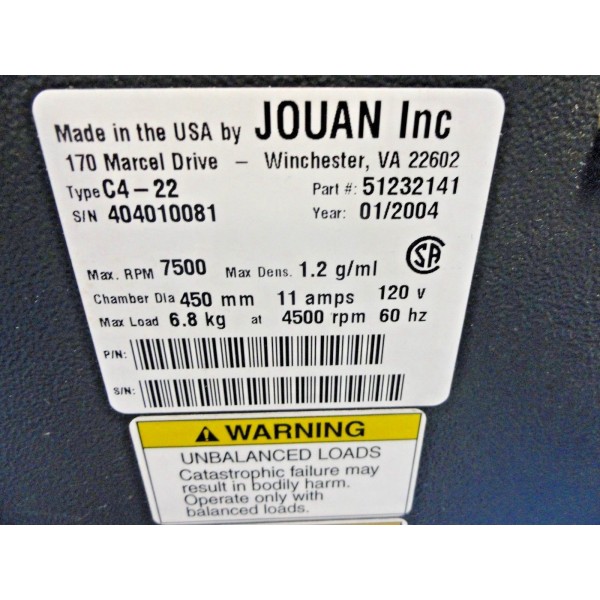 Made in the USA by JOUAN Inc
170 Marcel Drive – Winchester, VA 22602
Type C4-22 Part #: 51232141
S/N 404010081 Year: 01/2004
Max. RPM 7500 Max Dens. 1.2 g/ml SA
Chamber Dia 450 mm 11 amps 120 v
Max Load 6.8 kg at 4500 rpm 60 hz
P/N:
S/N:
WARNING
UNBALANCED LOADS
Catastrophic failure may
result in bodily harm.
Operate only with
balanced loads.